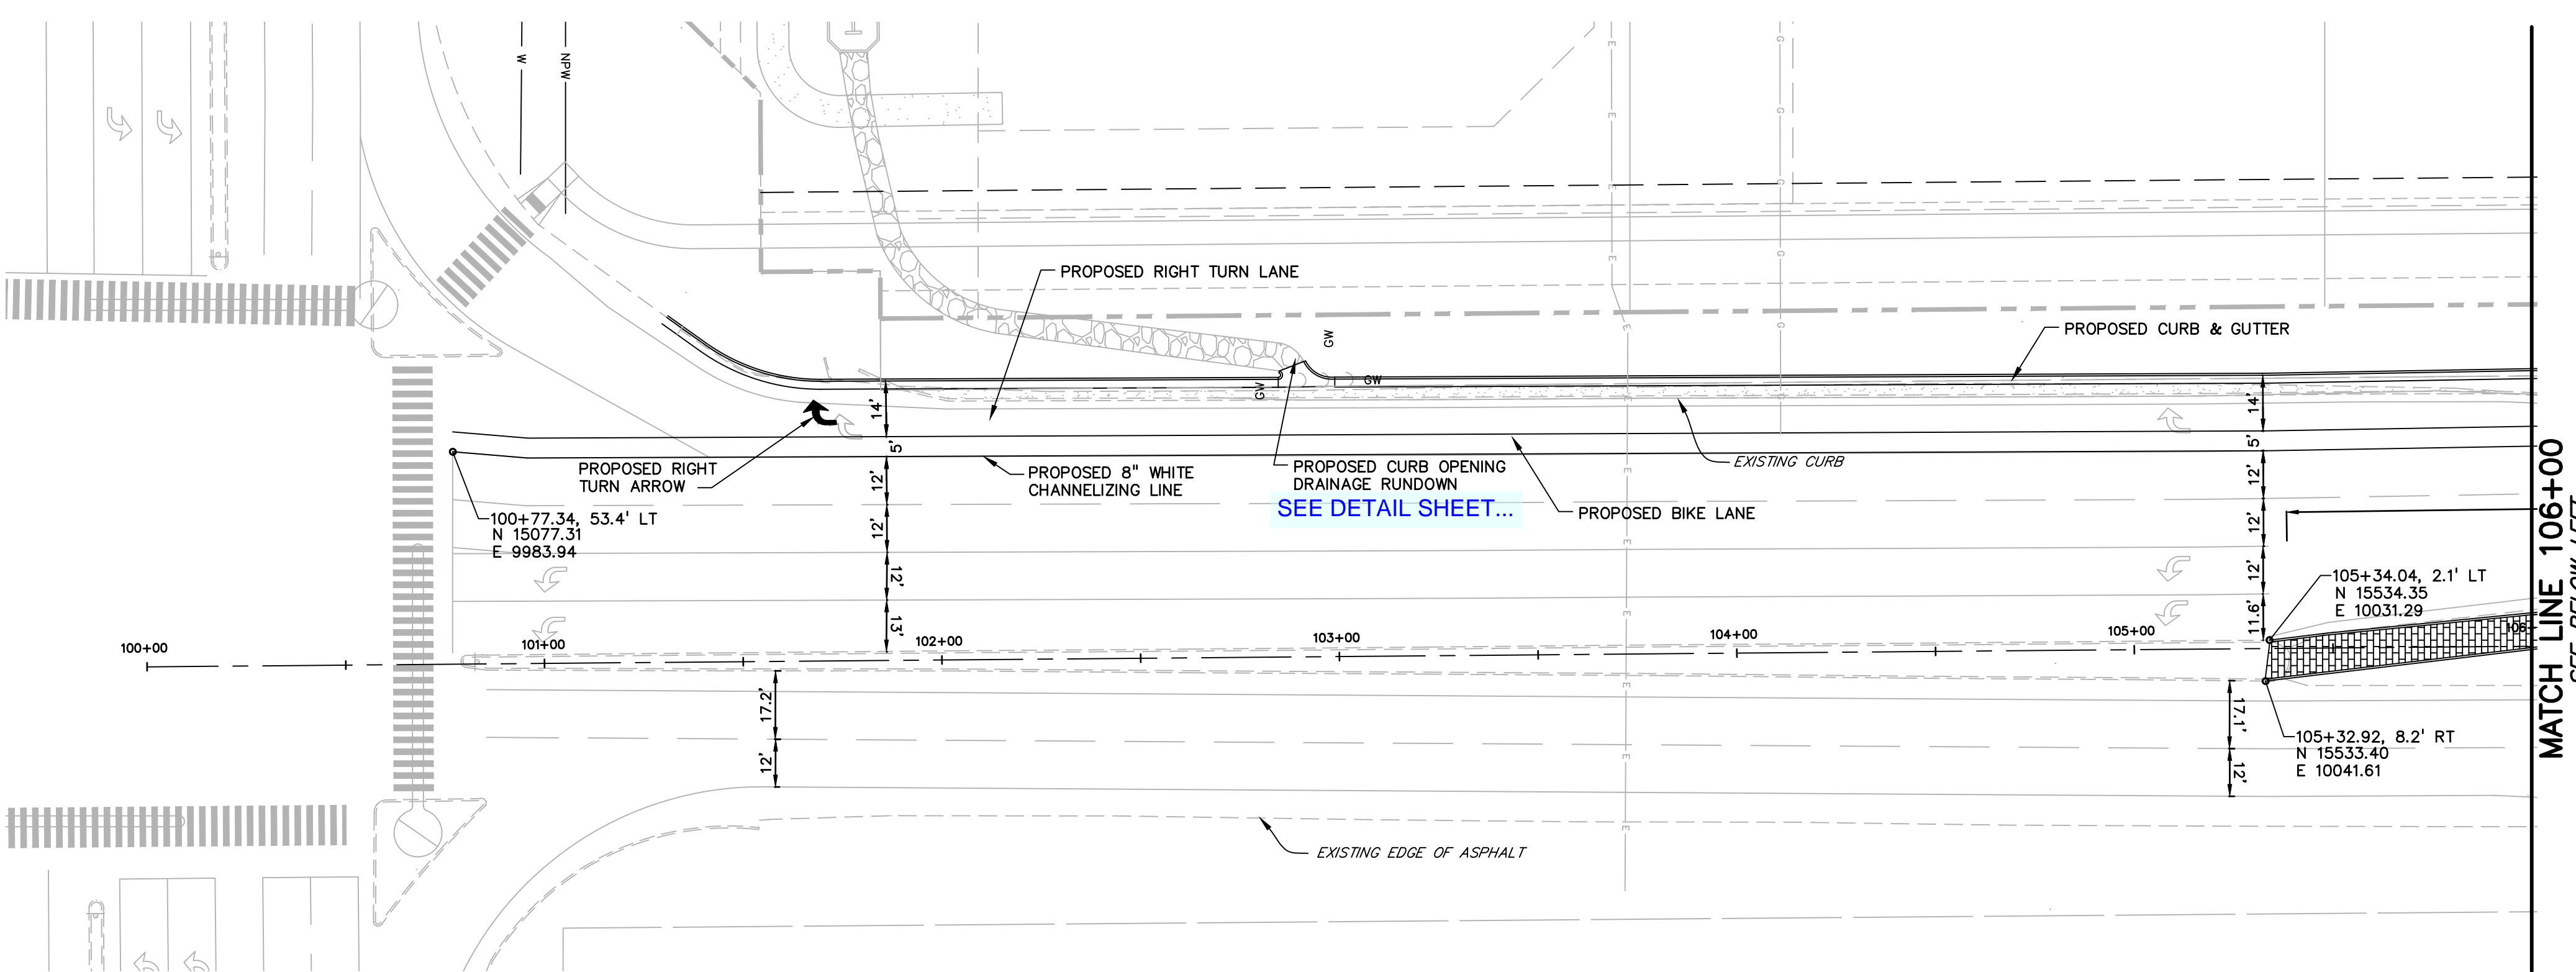 W
NPW
PROPOSED RIGHT TURN LANE
GW
PROPOSED CURB & GUTTER
GW
GW
14'
5'
12'
12'
12'
13'
14'
5'
12'
12'
12'
11.6'
PROPOSED RIGHT
TURN ARROW
PROPOSED 8" WHITE
CHANNELIZING LINE
PROPOSED CURB OPENING
DRAINAGE RUNDOWN
SEE DETAIL SHEET...
EXISTING CURB
PROPOSED BIKE LANE
100+77.34, 53.4' LT
N 15077.31
E 9983.94
105+34.04, 2.1' LT
N 15534.35
E 10031.29
100+00
101+00
102+00
103+00
104+00
105+00
106+
17.2'
12'
17.1'
12'
105+32.92, 8.2' RT
N 15533.40
E 10041.61
EXISTING EDGE OF ASPHALT
E
E
E
E
E
E
E
E
E
E
E
G
G
G
G
G
G
MATCH LINE 106+00
SEE BELOW LEFT